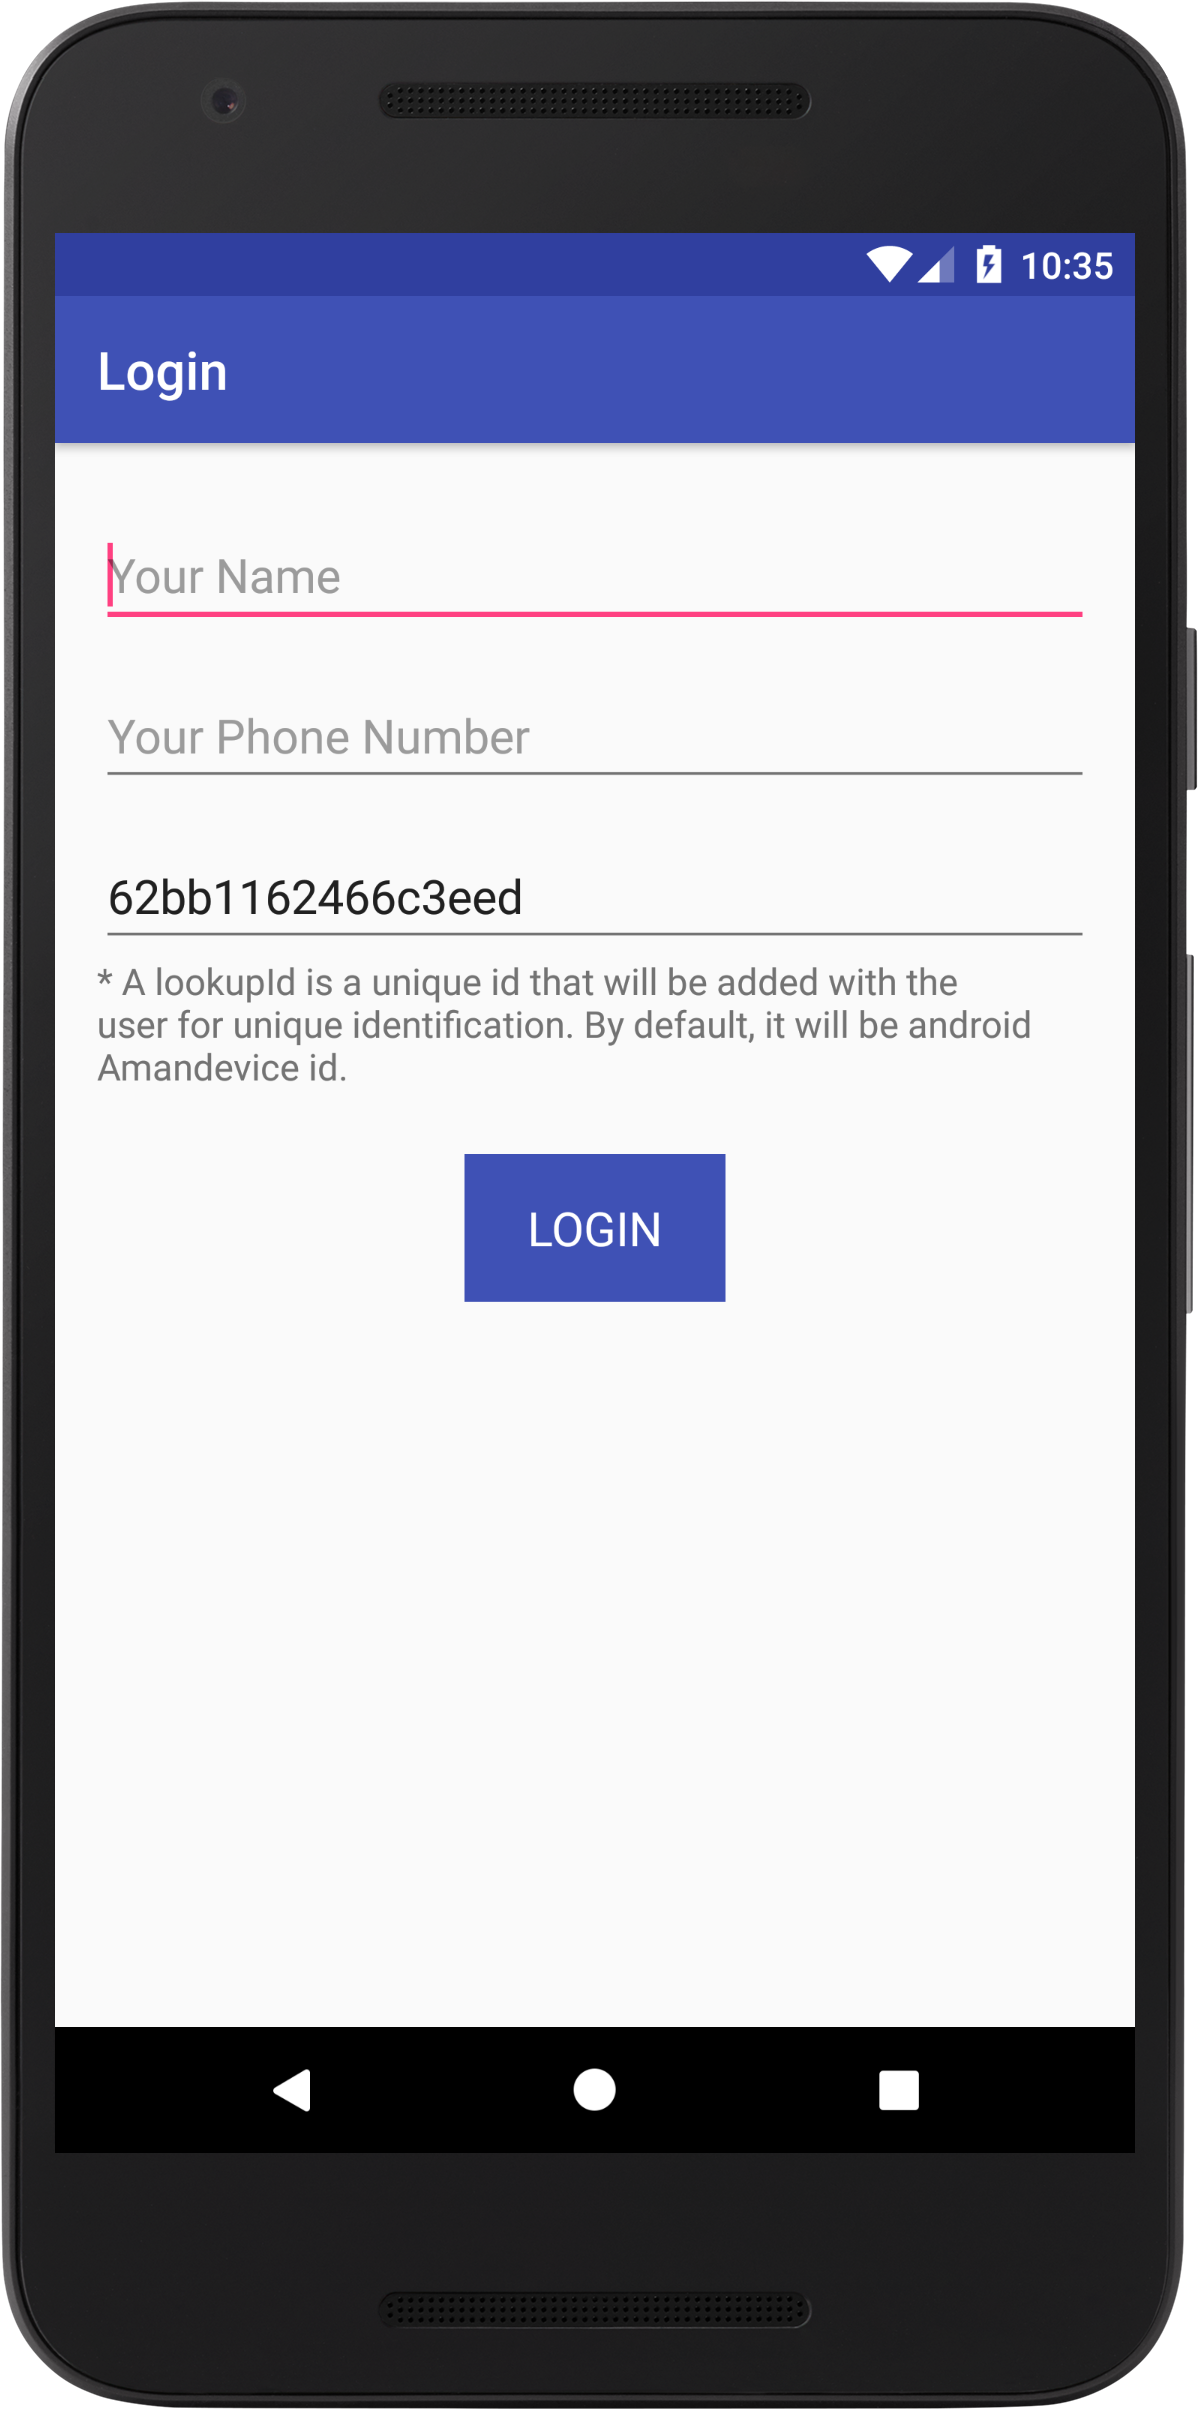 10:35
Login
Your Name
Your Phone Number
62bb1162466c3eed
* A lookupId is a unique id that will be added with the
user for unique identification. By default, it will be android
Amandevice id.
LOGIN